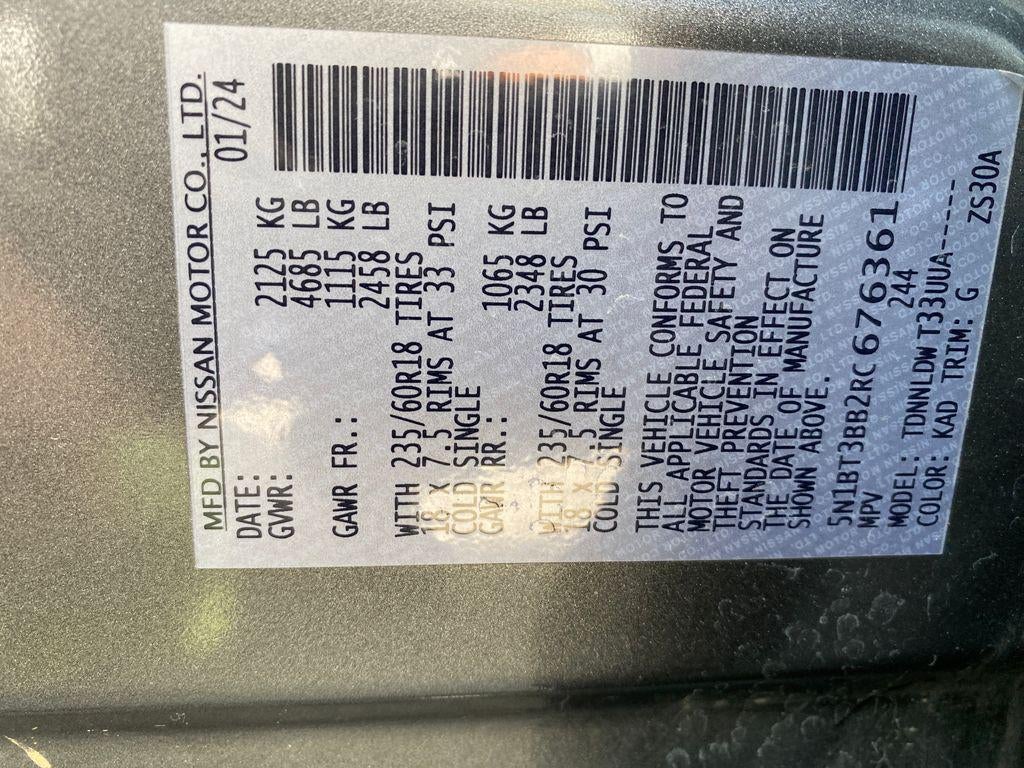 MFD BY NISSAN MOTOR CO., LTD.
DATE: 01/24
GVWR: 2125 KG
4685 LB
GAWR FR.: 1115 KG
2458 LB
WITH 235/60R18 TIRES
18 X 7.5 RIMS AT 33 PSI
COLD SINGLE
GAWR RR.: 1065 KG
2348 LB
WITH 235/60R18 TIRES
18 X 7.5 RIMS AT 30 PSI
COLD SINGLE
THIS VEHICLE CONFORMS TO
ALL APPLICABLE FEDERAL
MOTOR VEHICLE SAFETY AND
THEFT PREVENTION
STANDARDS IN EFFECT ON
THE DATE OF MANUFACTURE
SHOWN ABOVE.
5N1BT3BB2RC676361
MPV 244
MODEL: TDNNLDWT33UUA-----
COLOR: KAD TRIM: G ZS30A